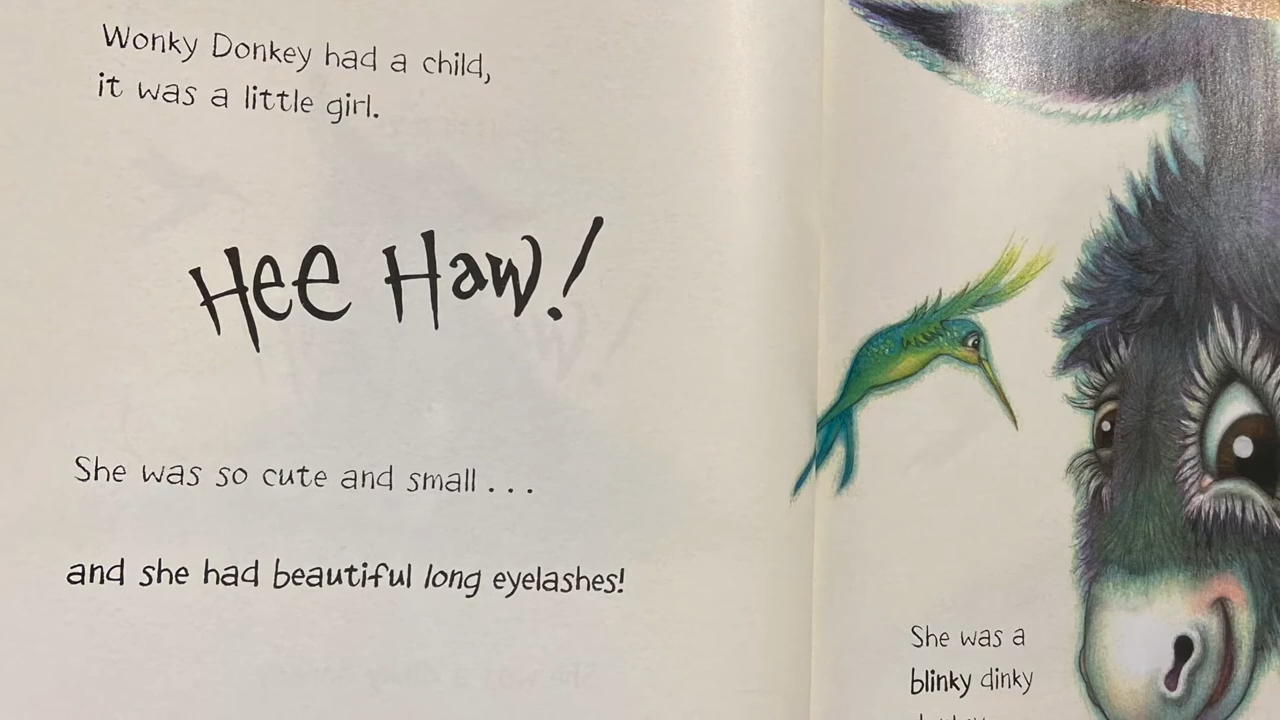 Wonky Donkey had a child,
it was a little girl.
Hee Haw!
She was so cute and small . . .
and she had beautiful long eyelashes!
She was a
blinky dinky